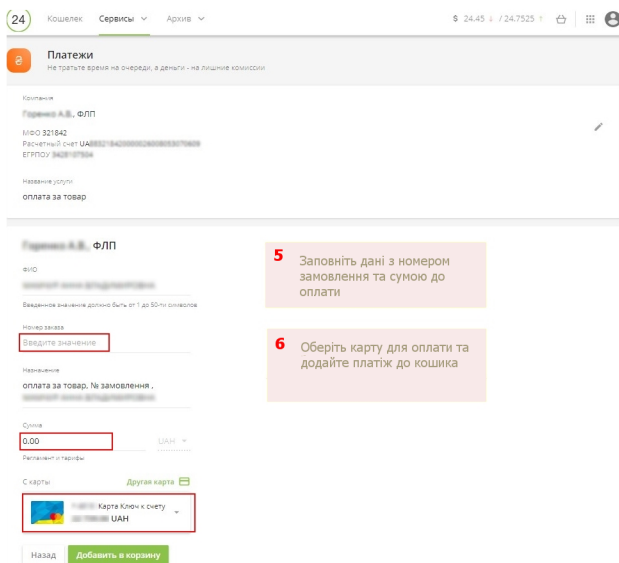 24 Кошелек Сервисы Архив $ 24.45 ↓ / 24.7525 ↑
Платежи
Не тратьте время на очереди, а деньги - на лишние комиссии
Компания
ФЛП
МФО 321842
Расчетный счет UA
ЕГРПОУ
Название услуги
оплата за товар
ФЛП
ФИО
Введенное значение должно быть от 1 до 50-ти символов
Номер заказа
Введите значение
Назначение
оплата за товар, № замовлення ,
Сумма
0.00 UAH
Регламент и тарифы
С карты Другая карта
Карта Ключ к счету
UAH
Назад Добавить в корзину
5 Заповніть дані з номером
замовлення та сумою до
оплати
6 Оберіть карту для оплати та
додайте платіж до кошика